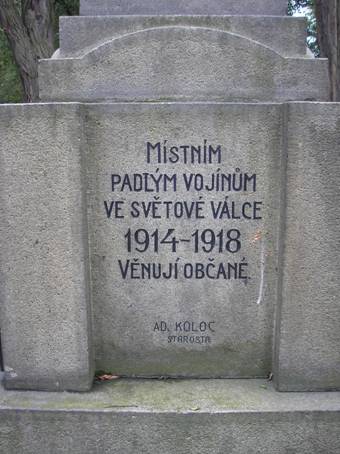 Místním
padlým vojínům
ve světové válce
1914-1918
Věnují občané.
AD. KOLOC
STAROSTA